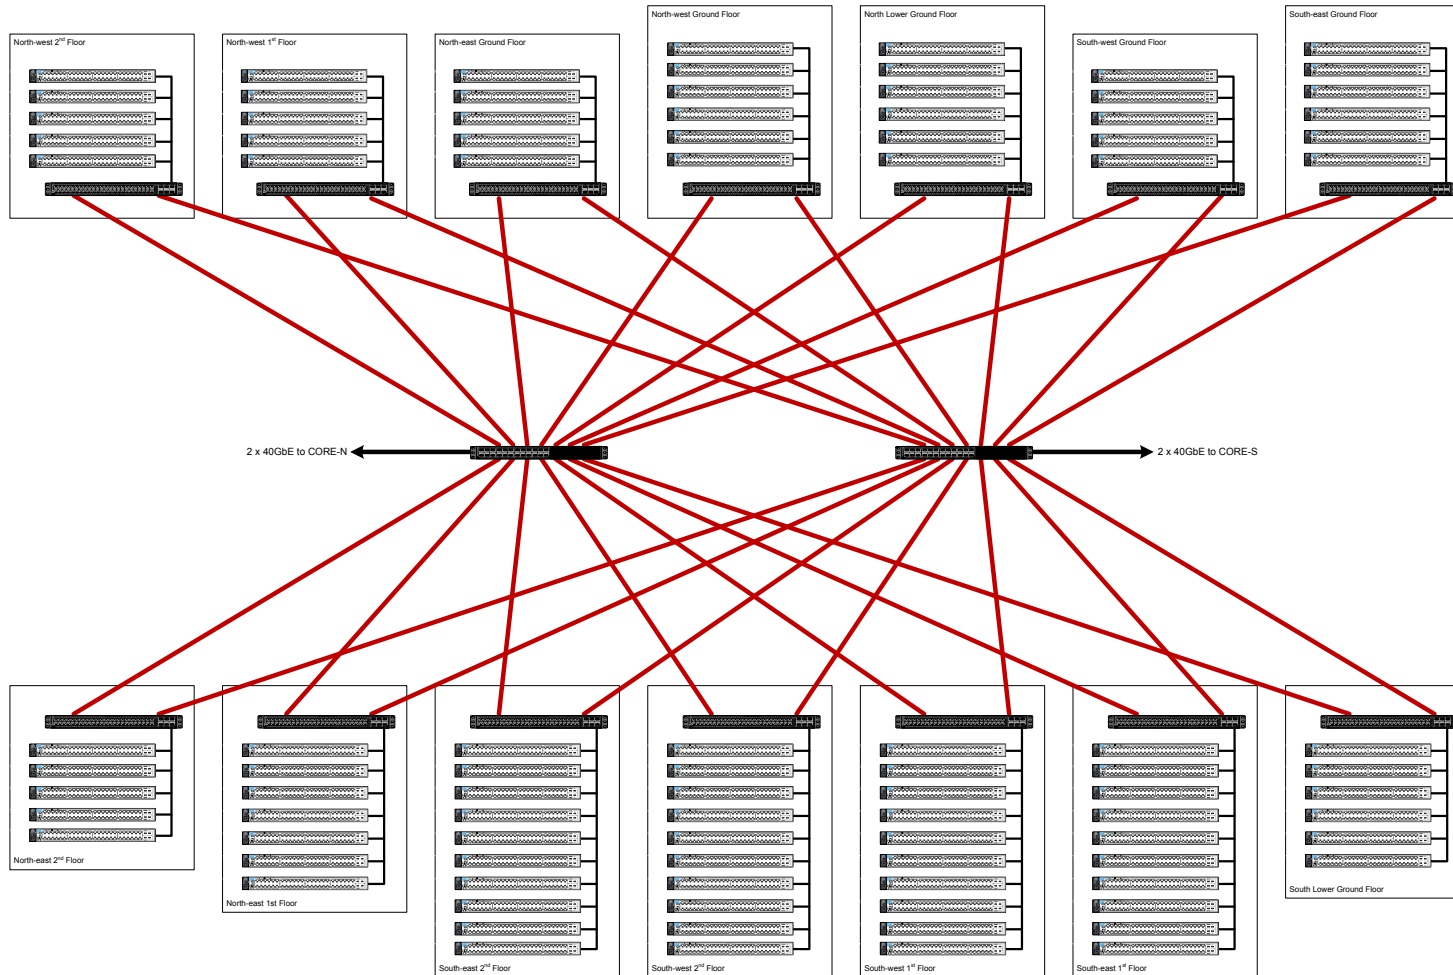 North-west Ground Floor
North Lower Ground Floor
South-east Ground Floor
North-west 2nd Floor
North-west 1st Floor
North-east Ground Floor
South-west Ground Floor
2 x 40GbE to CORE-N
2 x 40GbE to CORE-S
North-east 2nd Floor
South Lower Ground Floor
North-east 1st Floor
South-east 2nd Floor
South-west 2nd Floor
South-west 1st Floor
South-east 1st Floor